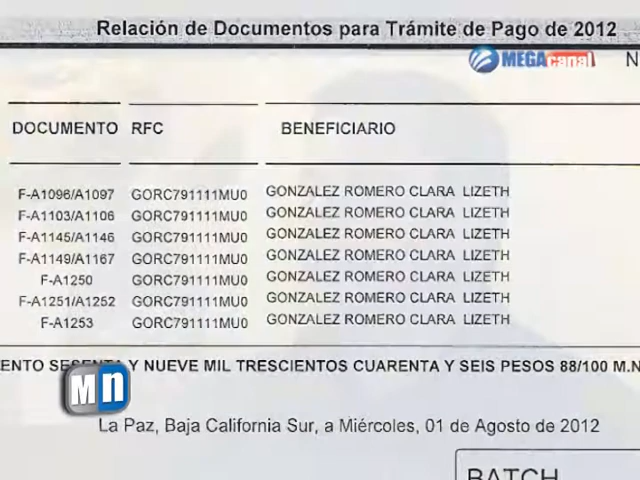 Relación de Documentos para Trámite de Pago de 2012
MEGAcanal N
DOCUMENTO RFC BENEFICIARIO
F-A1096/A1097 GORC791111MU0 GONZALEZ ROMERO CLARA LIZETH
F-A1103/A1106 GORC791111MU0 GONZALEZ ROMERO CLARA LIZETH
F-A1145/A1146 GORC791111MU0 GONZALEZ ROMERO CLARA LIZETH
F-A1149/A1167 GORC791111MU0 GONZALEZ ROMERO CLARA LIZETH
F-A1250 GORC791111MU0 GONZALEZ ROMERO CLARA LIZETH
F-A1251/A1252 GORC791111MU0 GONZALEZ ROMERO CLARA LIZETH
F-A1253 GORC791111MU0 GONZALEZ ROMERO CLARA LIZETH
ENTO SESENTA Y NUEVE MIL TRESCIENTOS CUARENTA Y SEIS PESOS 88/100 M.N
Mn
La Paz, Baja California Sur, a Miércoles, 01 de Agosto de 2012
BATCH